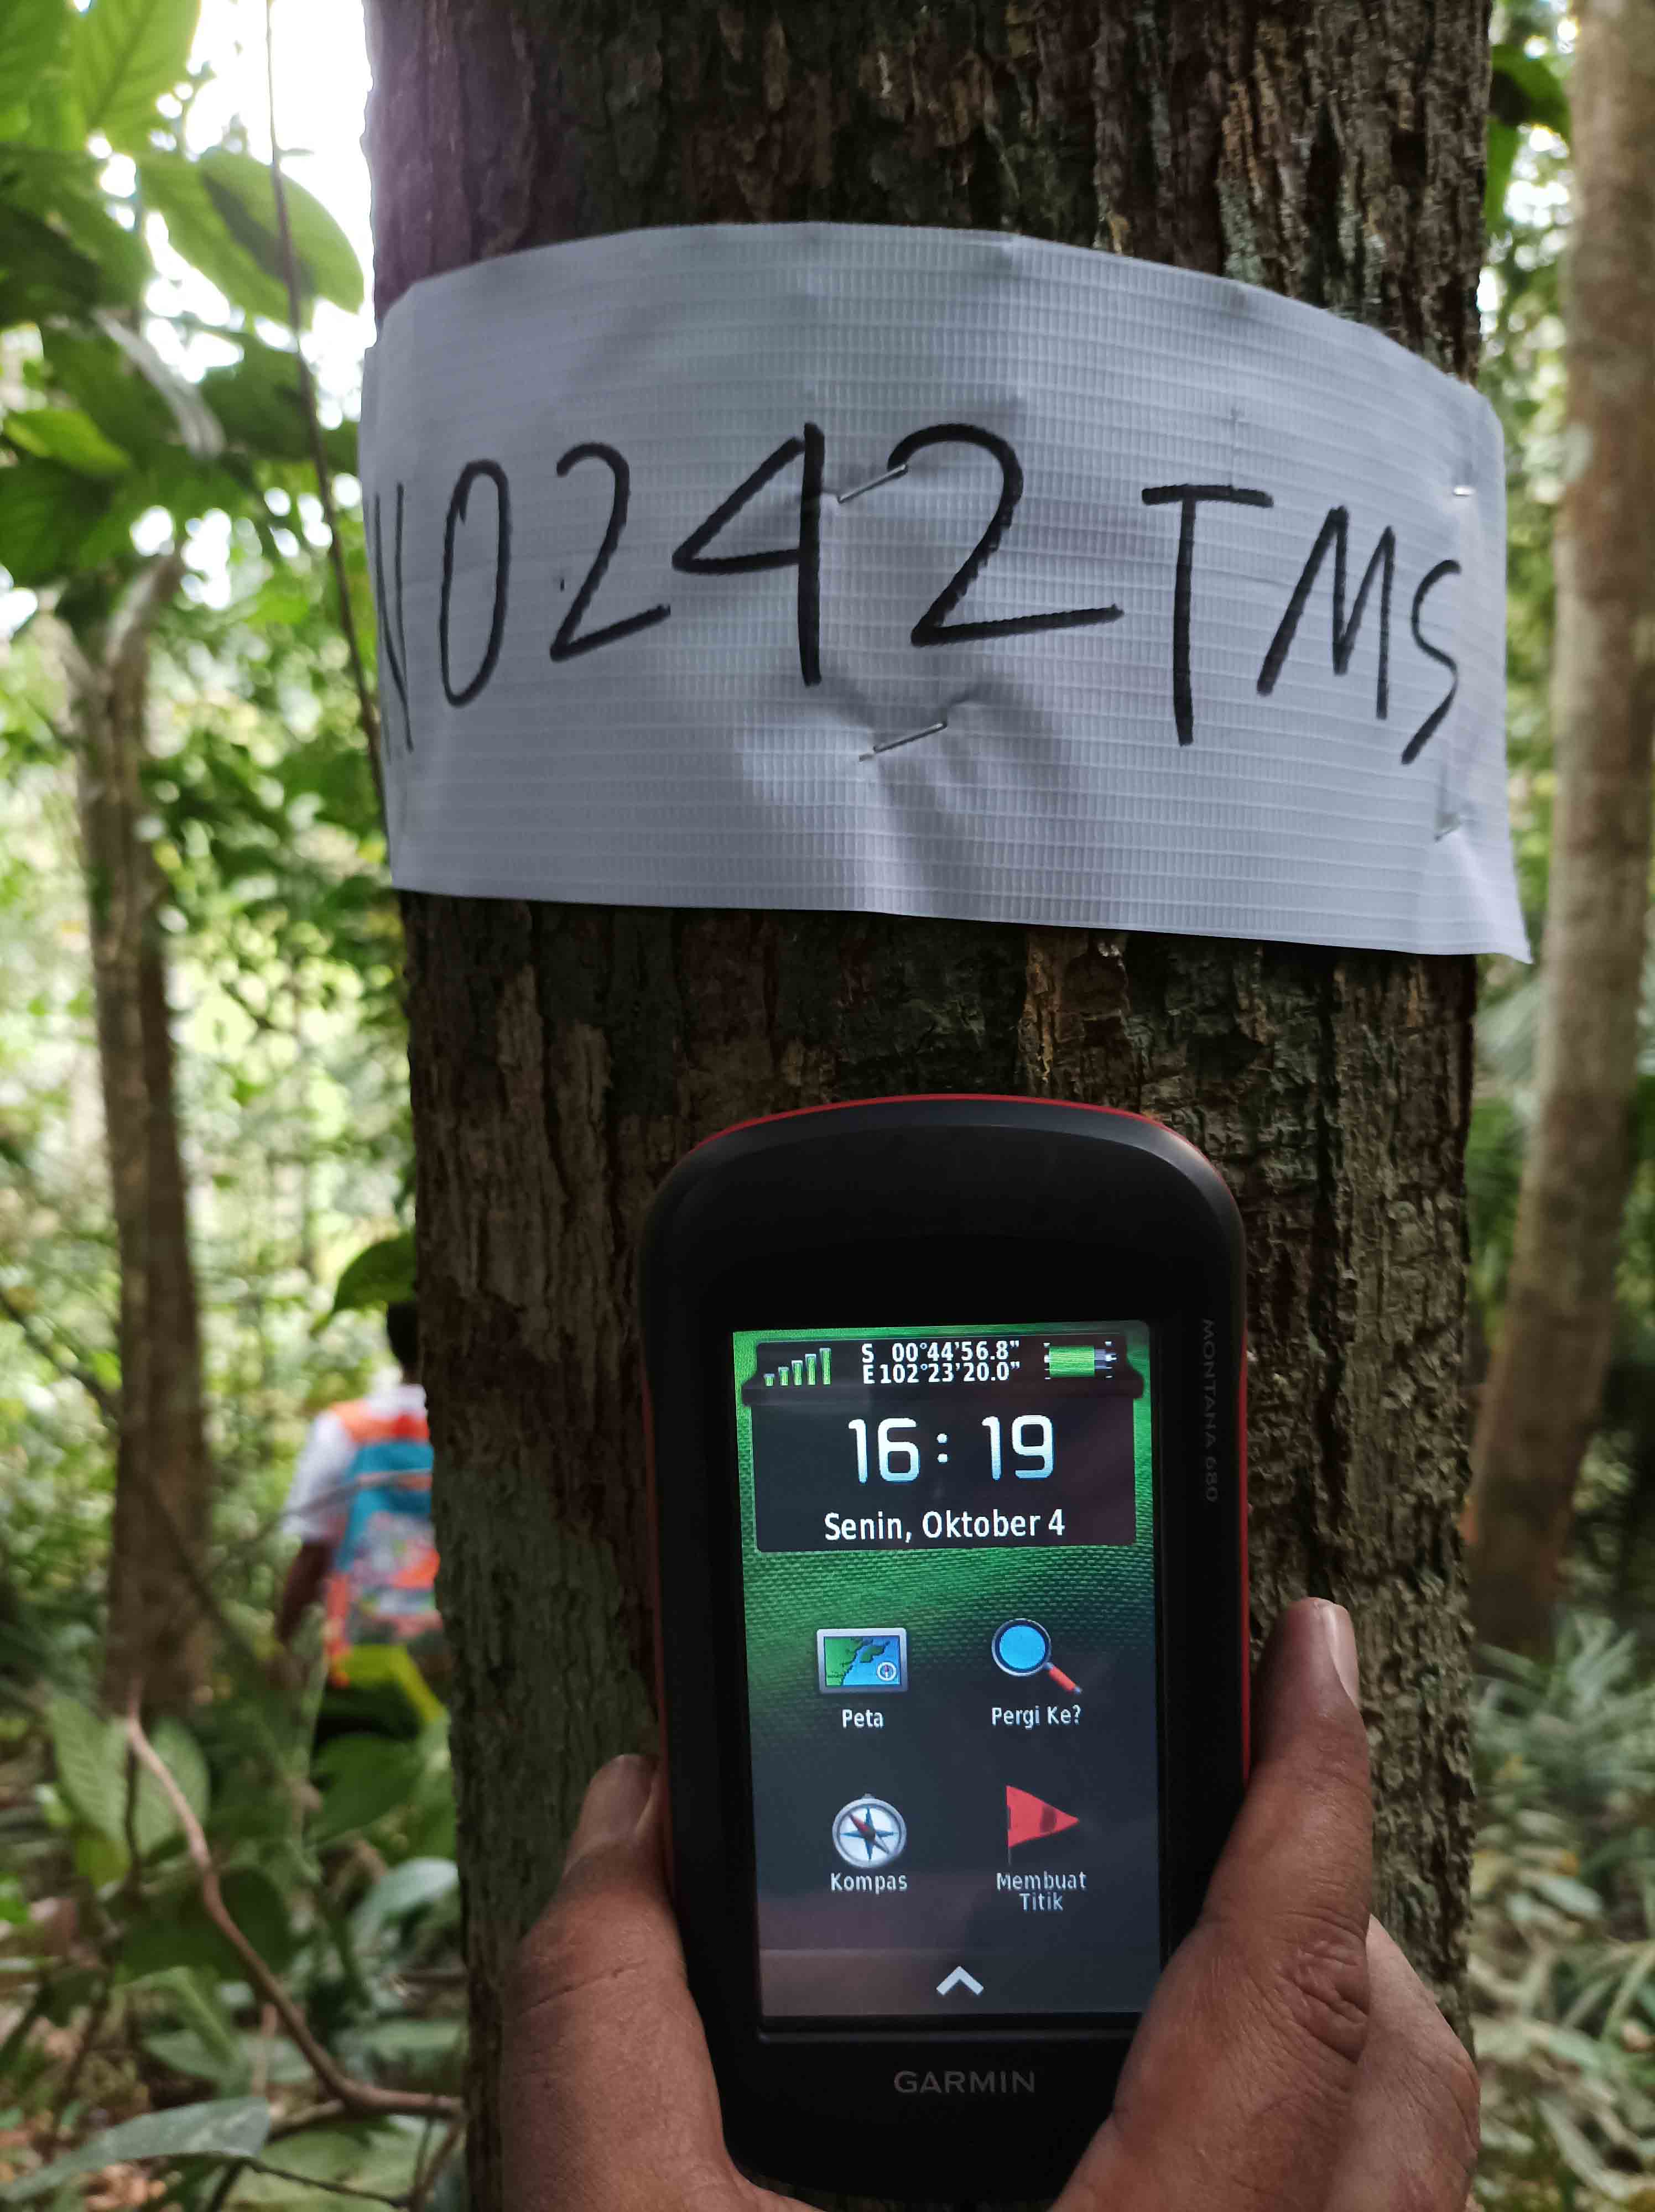 NO242 TMS
MONTANA 680
S 00°44'56.8"
E 102°23'20.0"
16:19
Senin, Oktober 4
Peta
Pergi Ke?
Kompas
Membuat
Titik
GARMIN